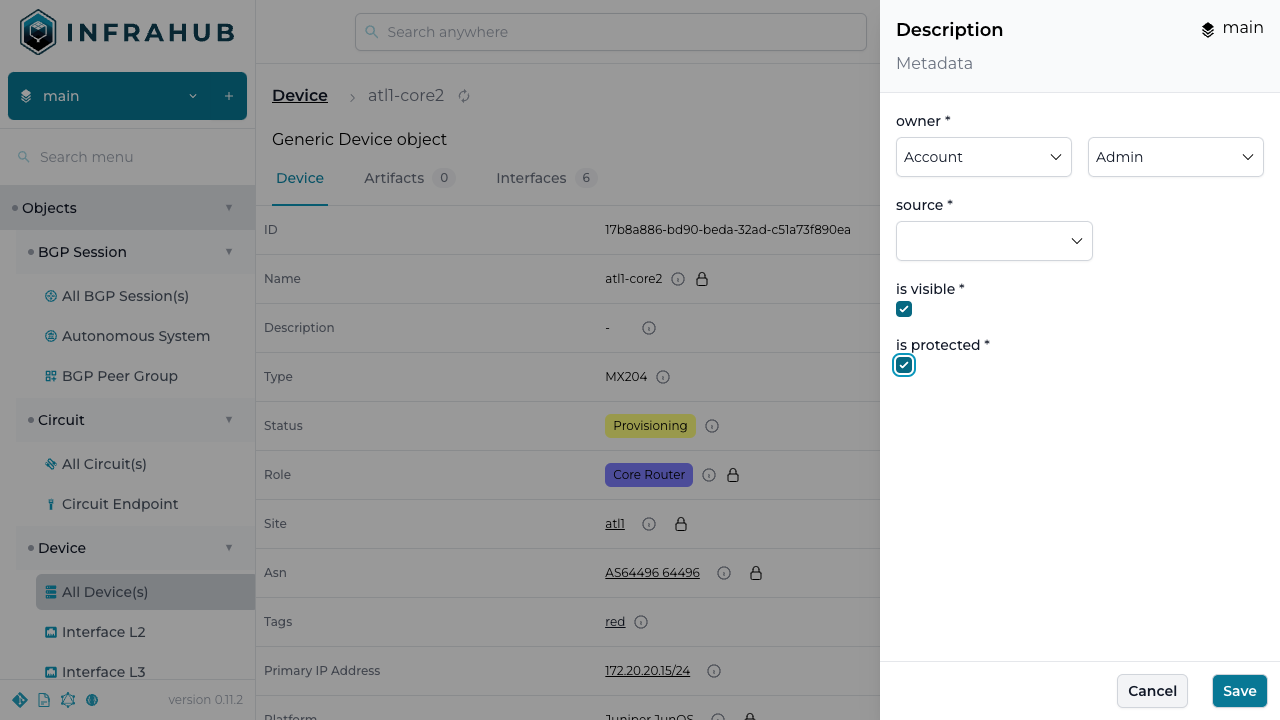 INFRAHUB
main
Search menu
Objects
BGP Session
All BGP Session(s)
Autonomous System
BGP Peer Group
Circuit
All Circuit(s)
Circuit Endpoint
Device
All Device(s)
Interface L2
Interface L3
version 0.11.2
Search anywhere
Device > atl1-core2
Generic Device object
Device Artifacts 0 Interfaces 6
ID 17b8a886-bd90-beda-32ad-c51a73f890ea
Name atl1-core2
Description -
Type MX204
Status Provisioning
Role Core Router
Site atl1
Asn AS64496 64496
Tags red
Primary IP Address 172.20.20.15/24
Platform Juniper JunOS
Description main
Metadata
owner *
Account Admin
source *
is visible *
is protected *
Cancel Save